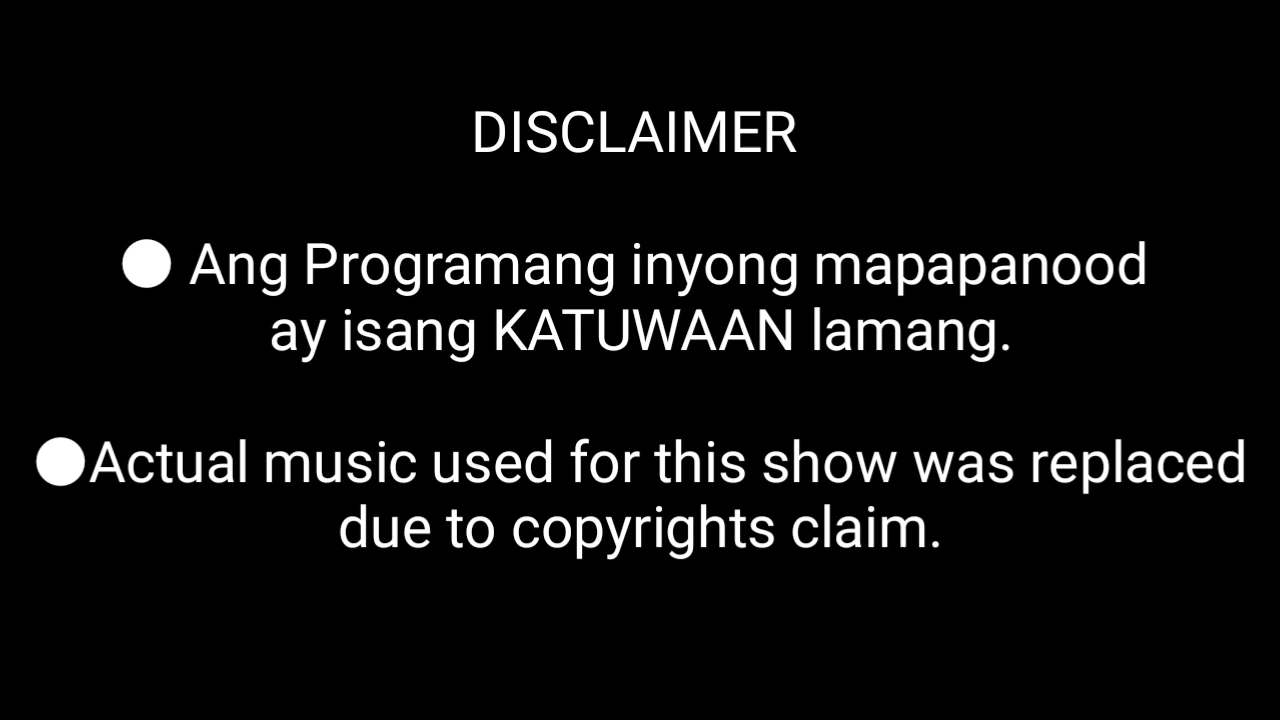 DISCLAIMER
● Ang Programang inyong mapapanood
ay isang KATUWAAN lamang.
●Actual music used for this show was replaced
due to copyrights claim.